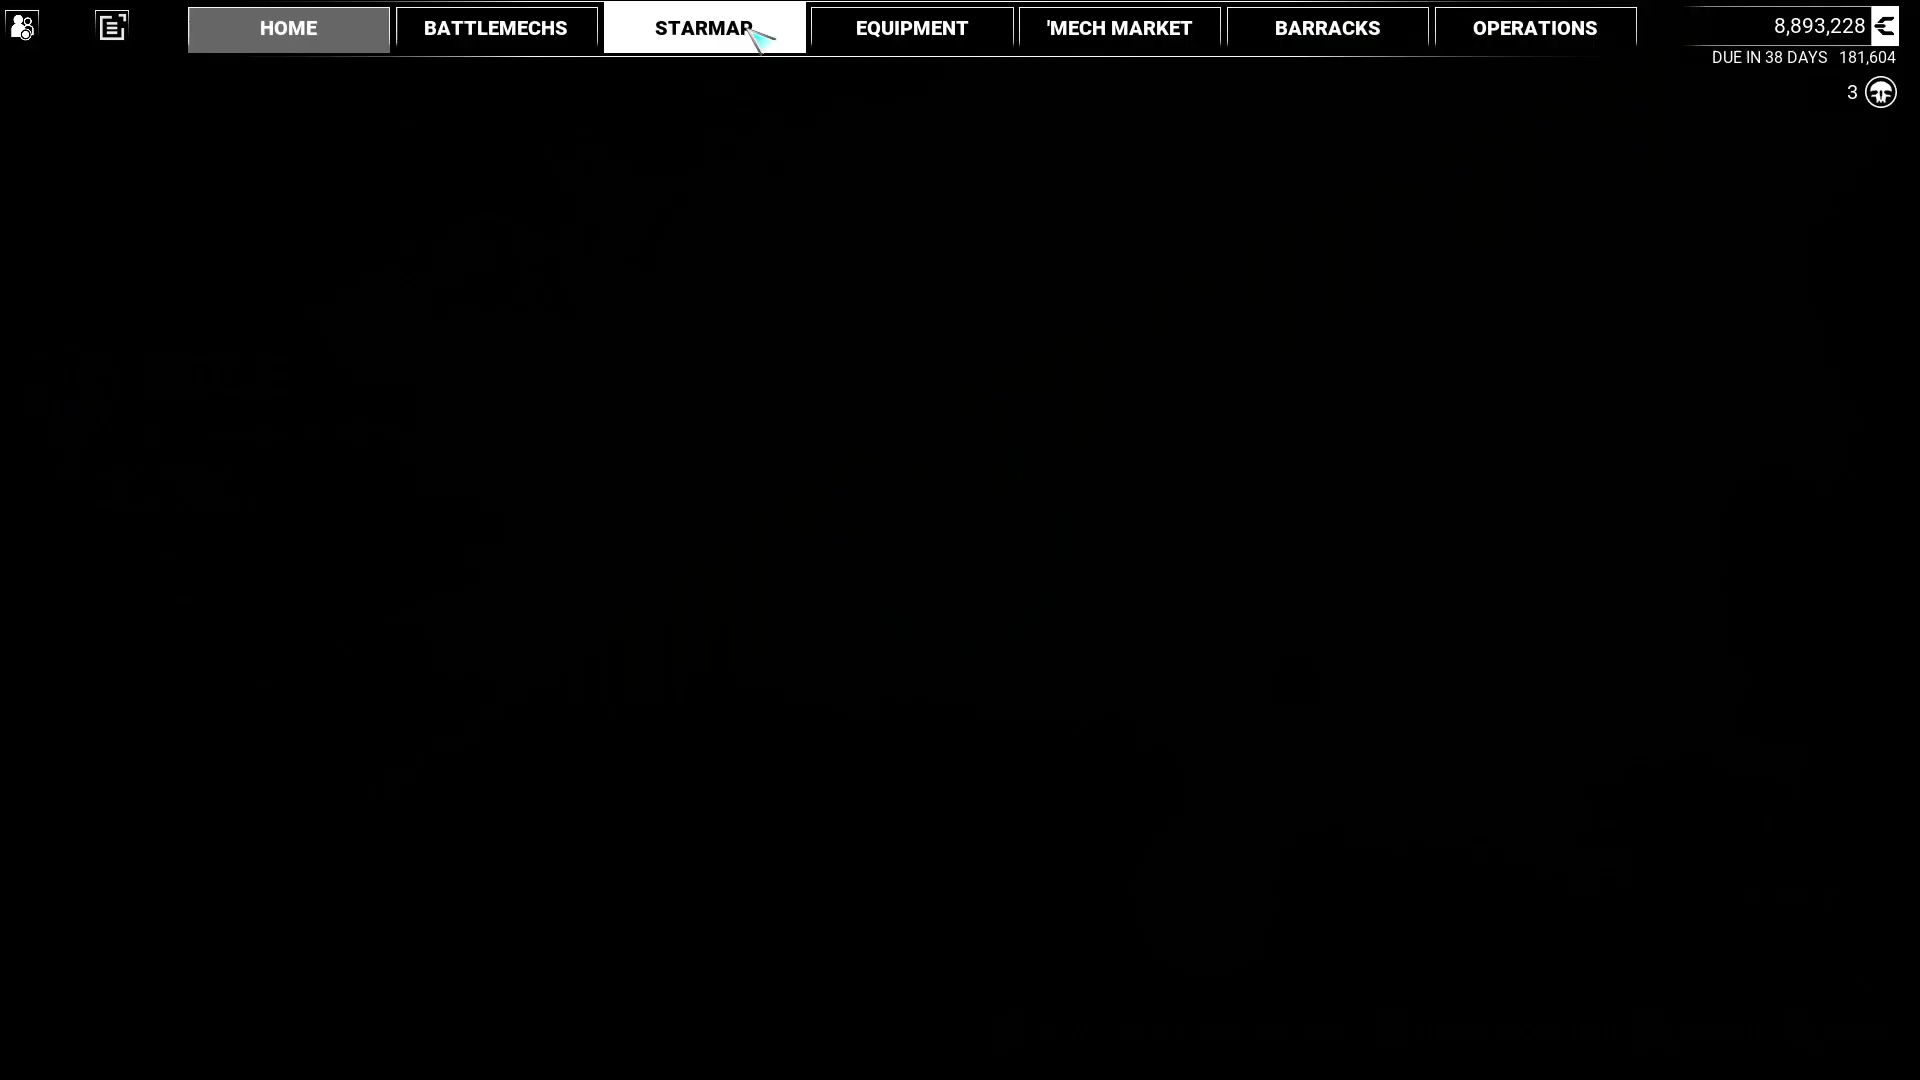 HOME BATTLEMECHS STARMAP EQUIPMENT 'MECH MARKET BARRACKS OPERATIONS 8,893,228
DUE IN 38 DAYS 181,604
3